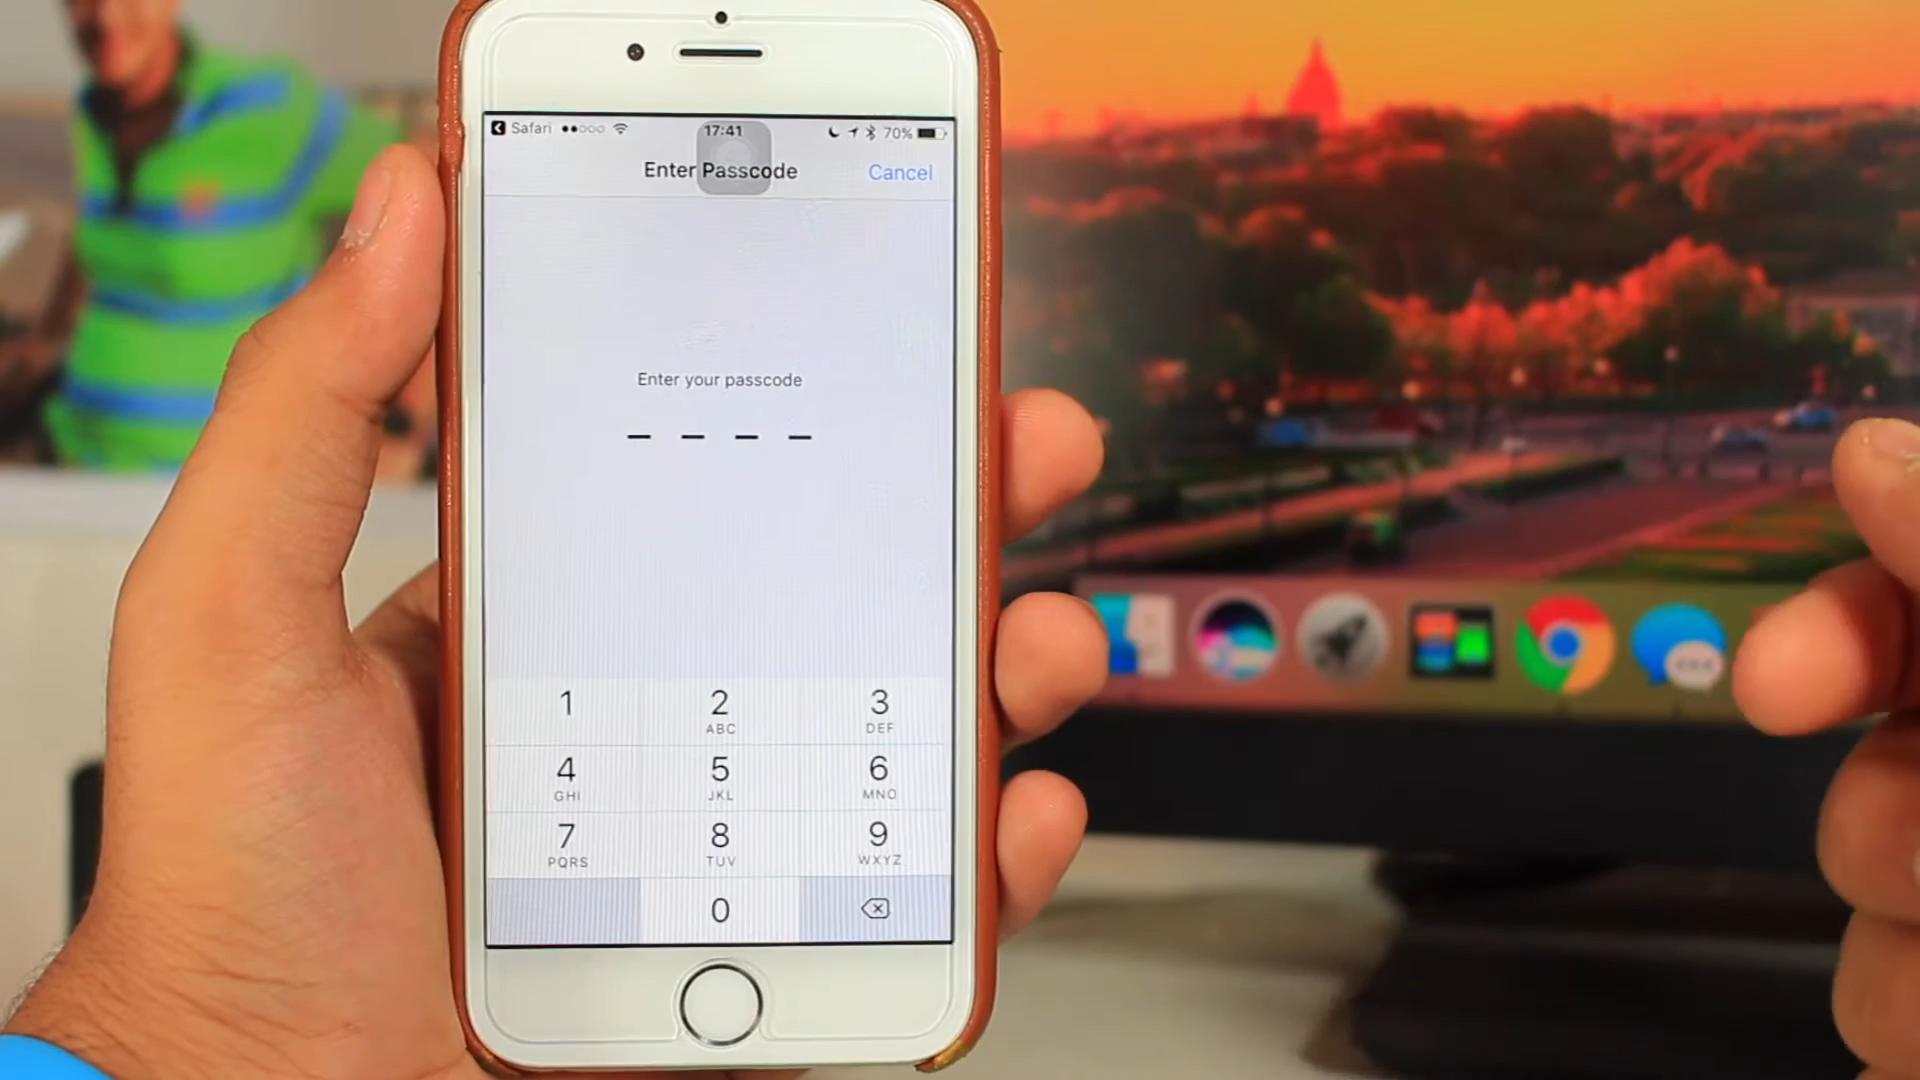 Safari 17:41 70%
Enter Passcode Cancel
Enter your passcode
1 2 3
ABC DEF
4 5 6
GHI JKL MNO
7 8 9
PQRS TUV WXYZ
0